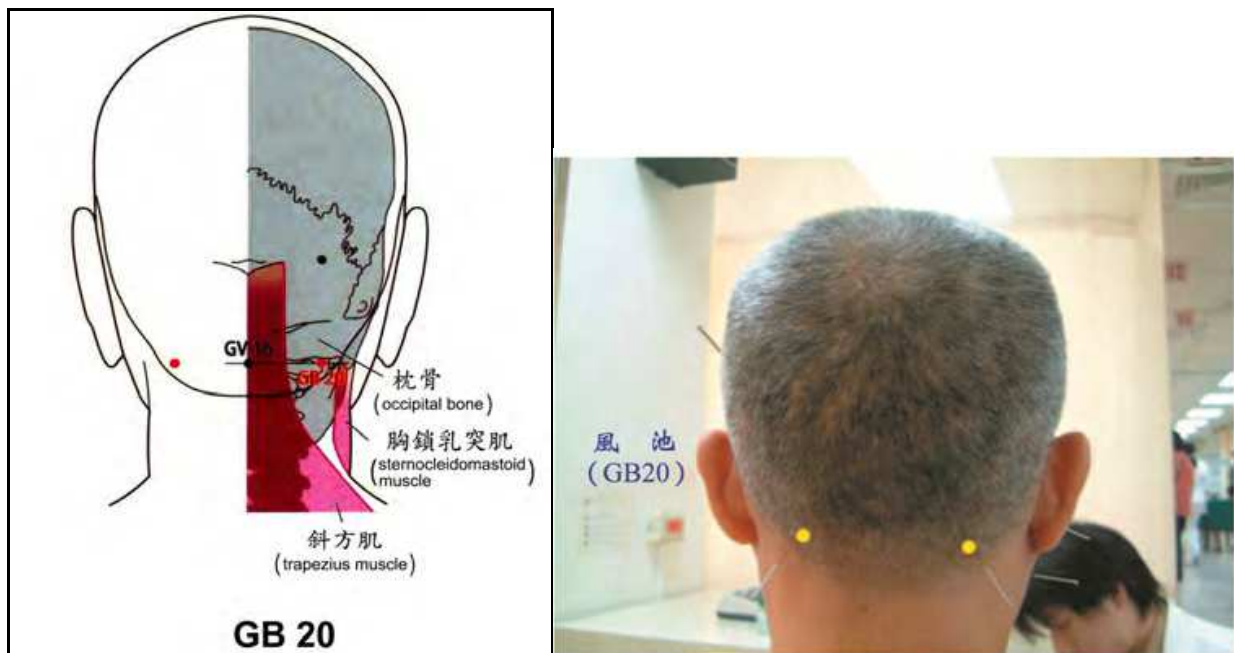 GV 16
GB 20
枕骨
(occipital bone)
胸鎖乳突肌
(sternocleidomastoid
muscle
斜方肌
(trapezius muscle)
GB 20
風 池
(GB20)